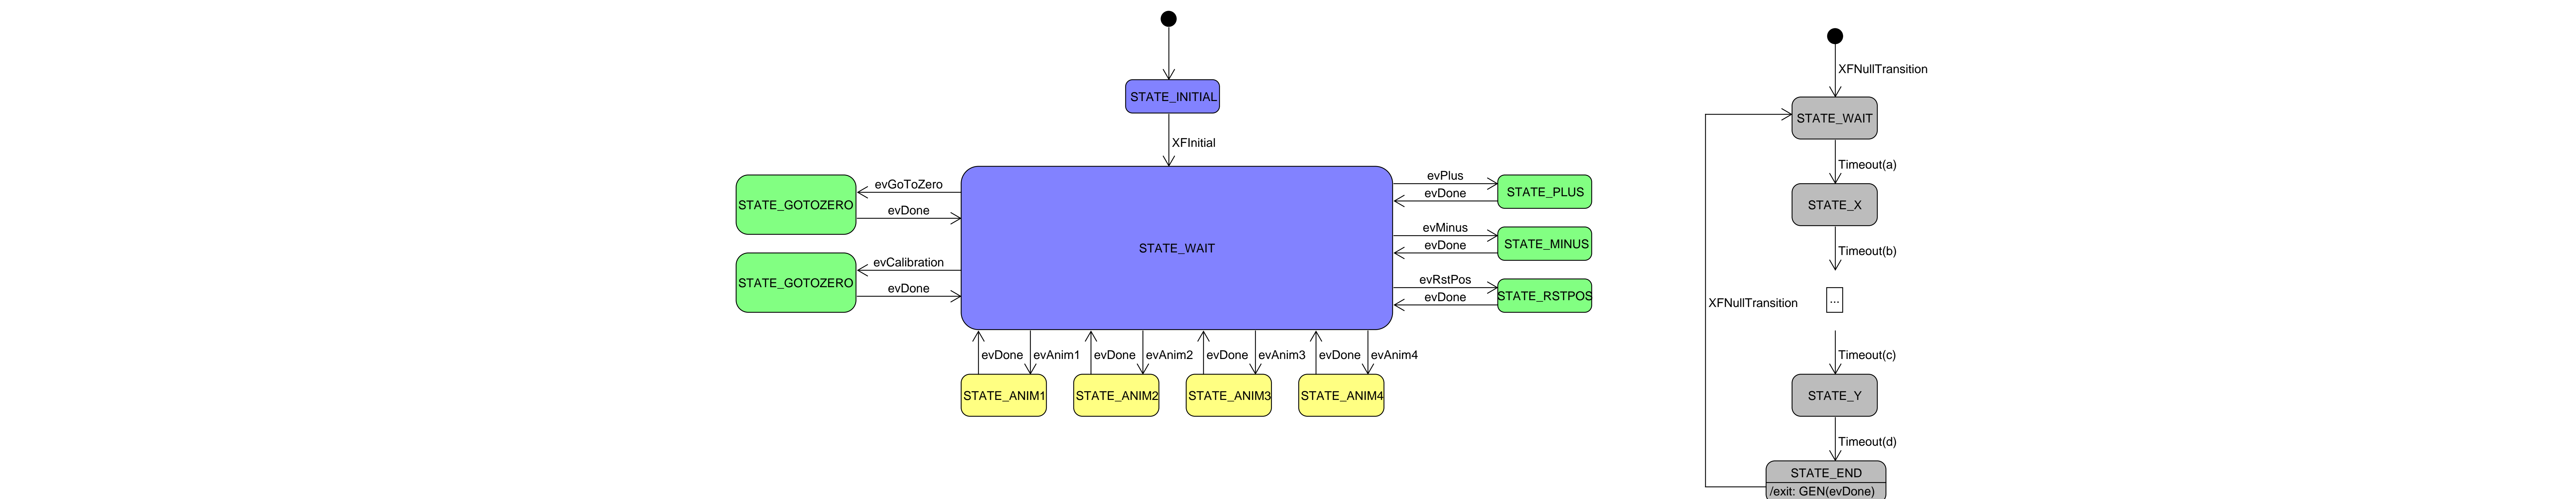 STATE_INITIAL
XFInitial
evGoToZero
STATE_GOTOZERO
evDone
evCalibration
STATE_GOTOZERO
evDone
STATE_WAIT
evPlus
STATE_PLUS
evDone
evMinus
STATE_MINUS
evDone
evRstPos
STATE_RSTPOS
evDone
evDone
evAnim1
evDone
evAnim2
evDone
evAnim3
evDone
evAnim4
STATE_ANIM1
STATE_ANIM2
STATE_ANIM3
STATE_ANIM4
XFNullTransition
STATE_WAIT
Timeout(a)
STATE_X
Timeout(b)
XFNullTransition
...
Timeout(c)
STATE_Y
Timeout(d)
STATE_END
/exit: GEN(evDone)